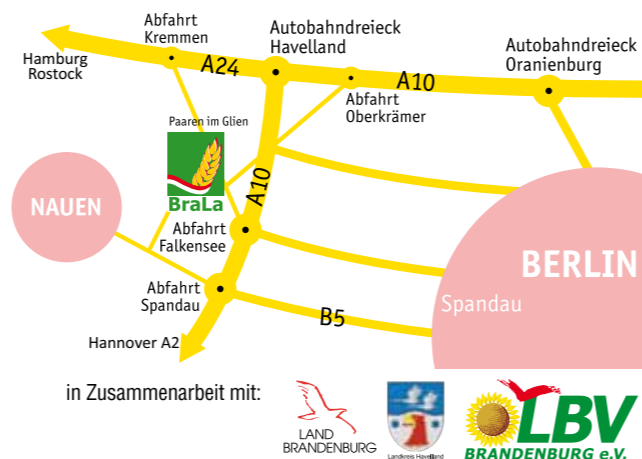 Abfahrt
Kremmen
Autobahndreieck
Havelland
Autobahndreieck
Oranienburg
Hamburg
Rostock
A24
A10
Abfahrt
Oberkrämer
Paaren im Glien
BraLa
A10
NAUEN
Abfahrt
Falkensee
BERLIN
Abfahrt
Spandau
Spandau
B5
Hannover A2
in Zusammenarbeit mit:
LAND
BRANDENBURG
Landkreis Havelland
LBV
BRANDENBURG e.V.